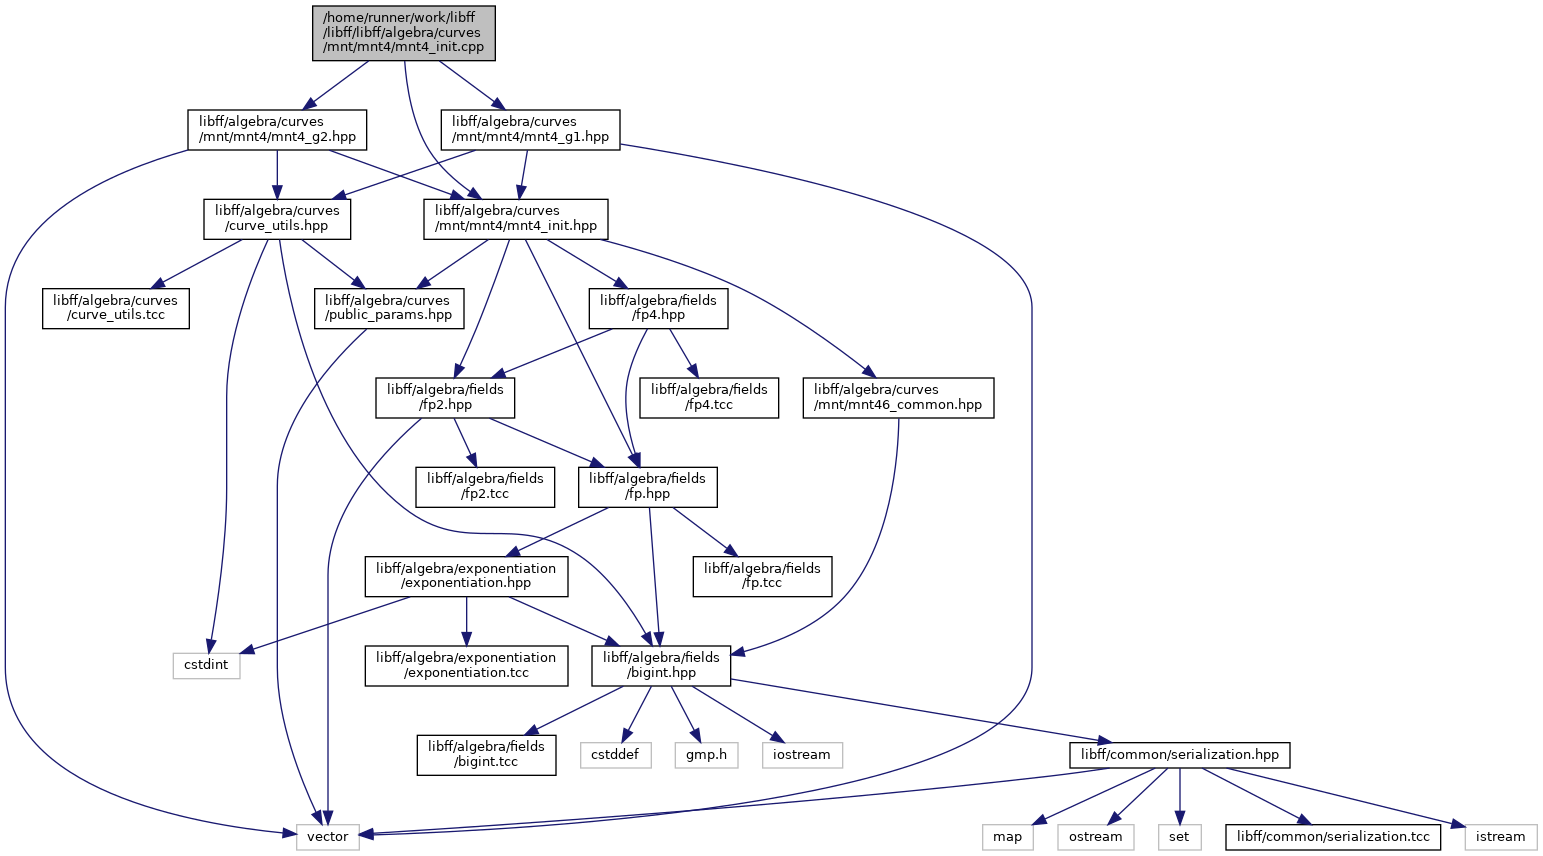 /home/runner/work/libff
/libff/libff/algebra/curves
/mnt/mnt4/mnt4_init.cpp
libff/algebra/curves
/mnt/mnt4/mnt4_g2.hpp
libff/algebra/curves
/mnt/mnt4/mnt4_g1.hpp
libff/algebra/curves
/curve_utils.hpp
libff/algebra/curves
/mnt/mnt4/mnt4_init.hpp
libff/algebra/curves
/curve_utils.tcc
libff/algebra/curves
/public_params.hpp
libff/algebra/fields
/fp4.hpp
libff/algebra/fields
/fp2.hpp
libff/algebra/fields
/fp4.tcc
libff/algebra/curves
/mnt/mnt46_common.hpp
libff/algebra/fields
/fp2.tcc
libff/algebra/fields
/fp.hpp
libff/algebra/exponentiation
/exponentiation.hpp
libff/algebra/fields
/fp.tcc
cstdint
libff/algebra/exponentiation
/exponentiation.tcc
libff/algebra/fields
/bigint.hpp
libff/algebra/fields
/bigint.tcc
cstddef
gmp.h
iostream
libff/common/serialization.hpp
vector
map
ostream
set
libff/common/serialization.tcc
istream